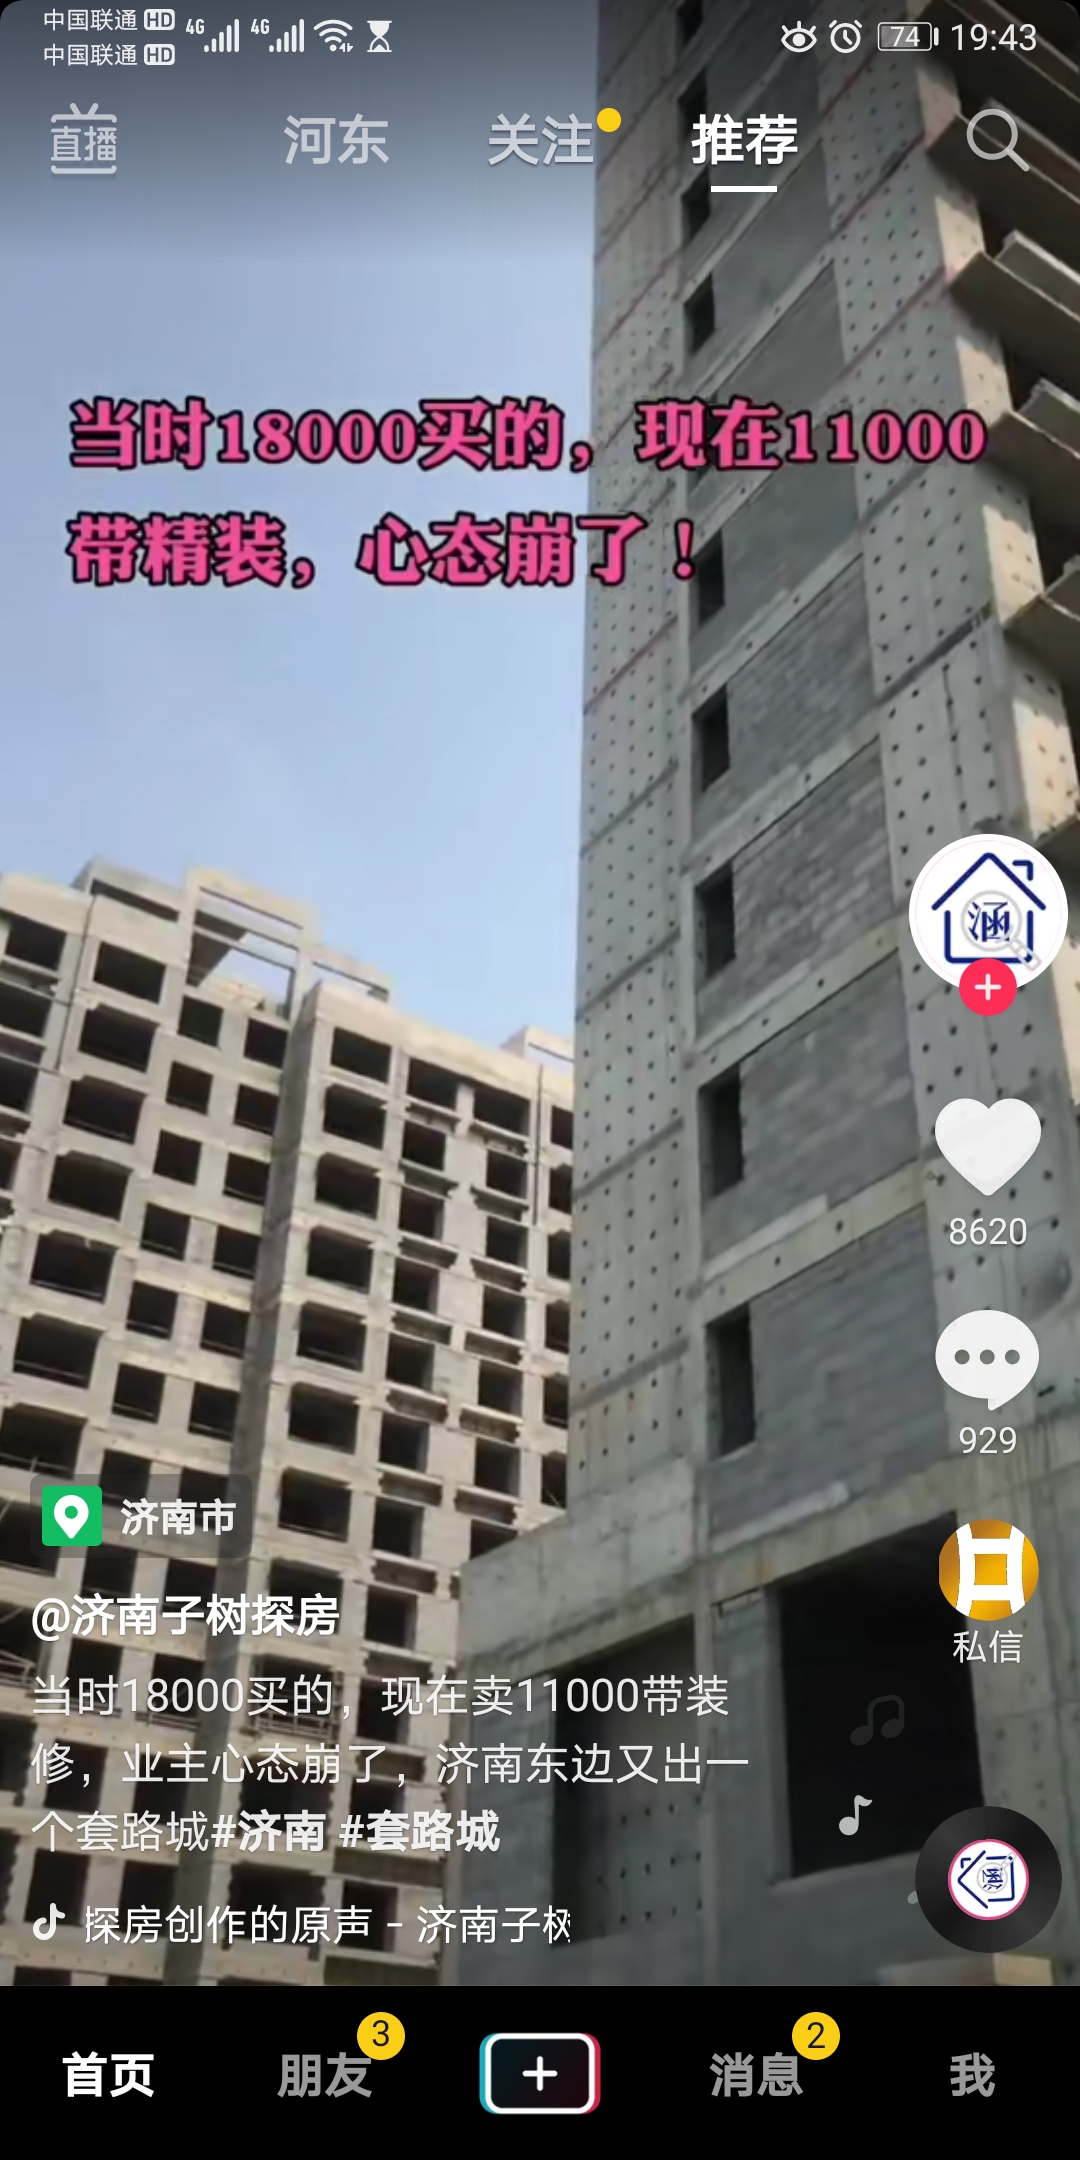 中国联通 HD 4G 4G 74 19:43
中国联通 HD
直播 河东 关注 推荐
当时18000买的，现在11000
带精装，心态崩了！
涵
8620
929
济南市
@济南子树探房
私信
当时18000买的，现在卖11000带装
修，业主心态崩了，济南东边又出一
个套路城#济南 #套路城
涵
探房创作的原声 - 济南子树
首页 朋友 3 消息 2 我